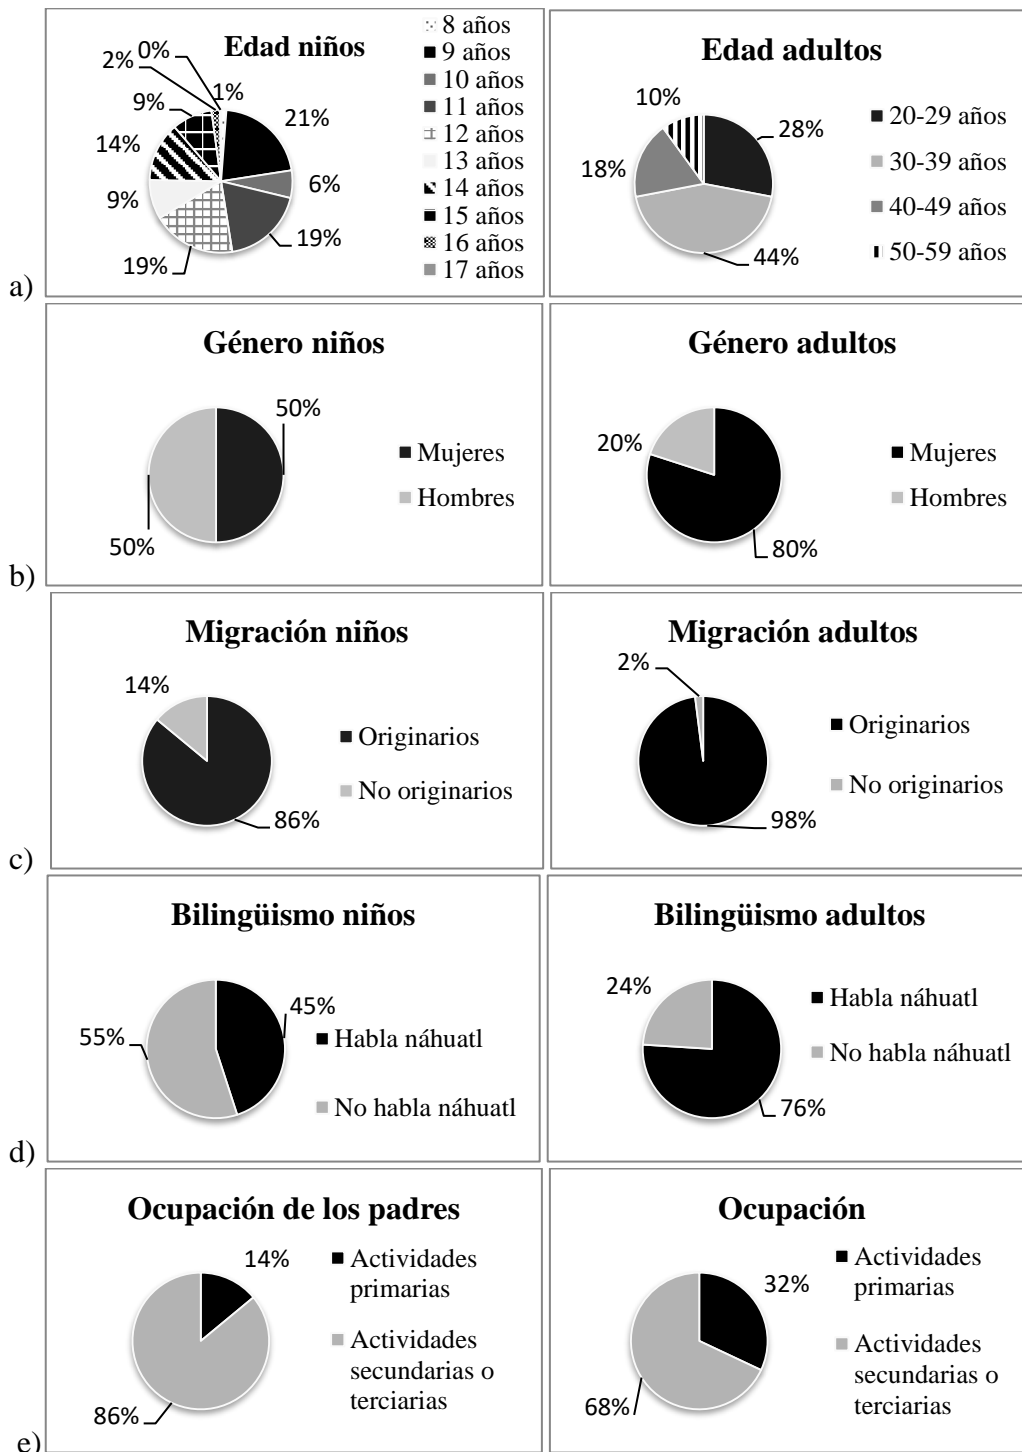 Edad niños
0%
2%
1%
9%
21%
14%
6%
9%
19%
19%
8 años
9 años
10 años
11 años
12 años
13 años
14 años
15 años
16 años
17 años
a)
Edad adultos
10%
28%
18%
44%
20-29 años
30-39 años
40-49 años
50-59 años
Género niños
50%
50%
Mujeres
Hombres
b)
Género adultos
20%
80%
Mujeres
Hombres
Migración niños
14%
86%
Originarios
No originarios
c)
Migración adultos
2%
98%
Originarios
No originarios
Bilingüismo niños
45%
55%
Habla náhuatl
No habla náhuatl
d)
Bilingüismo adultos
24%
76%
Habla náhuatl
No habla náhuatl
Ocupación de los padres
14%
86%
Actividades
primarias
Actividades
secundarias o
terciarias
e)
Ocupación
32%
68%
Actividades
primarias
Actividades
secundarias o
terciarias